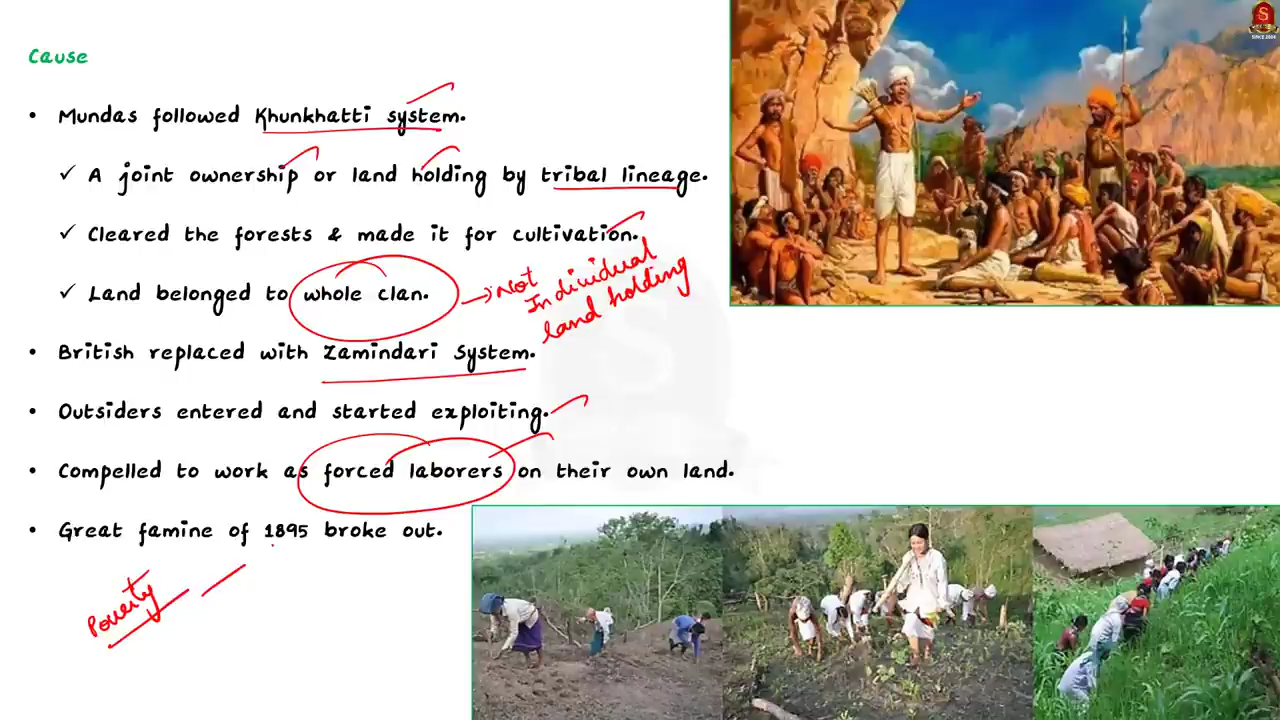 Cause
• Mundas followed Khunkhatti system.
✓ A joint ownership or land holding by tribal lineage.
✓ Cleared the forests & made it for cultivation.
✓ Land belonged to whole clan.
Not
Individual
land holding
• British replaced with Zamindari System.
• Outsiders entered and started exploiting.
• Compelled to work as forced laborers on their own land.
• Great famine of 1895 broke out.
Poverty
S
SINCE 2004